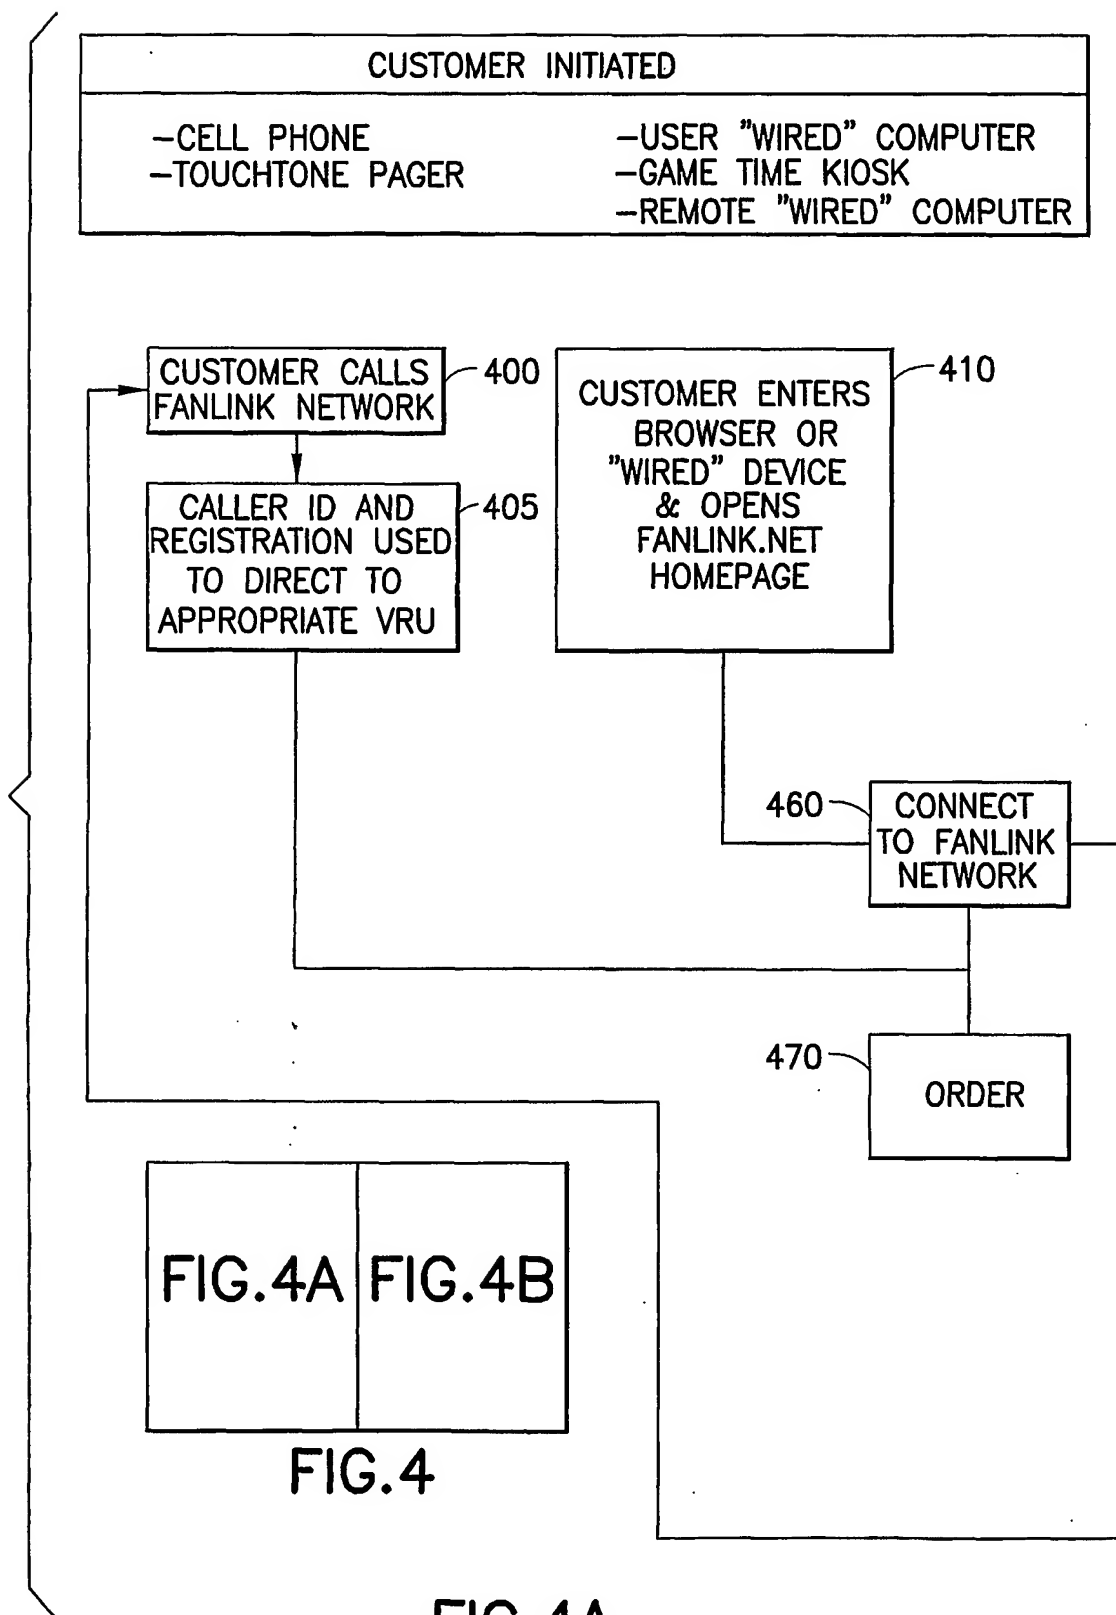 CUSTOMER INITIATED
-CELL PHONE
-TOUCHTONE PAGER
-USER "WIRED" COMPUTER
-GAME TIME KIOSK
-REMOTE "WIRED" COMPUTER
CUSTOMER CALLS
FANLINK NETWORK
400
CALLER ID AND
REGISTRATION USED
TO DIRECT TO
APPROPRIATE VRU
405
CUSTOMER ENTERS
BROWSER OR
"WIRED" DEVICE
& OPENS
FANLINK.NET
HOMEPAGE
410
460
CONNECT
TO FANLINK
NETWORK
470
ORDER
FIG.4A
FIG.4B
FIG.4
FIG.4A